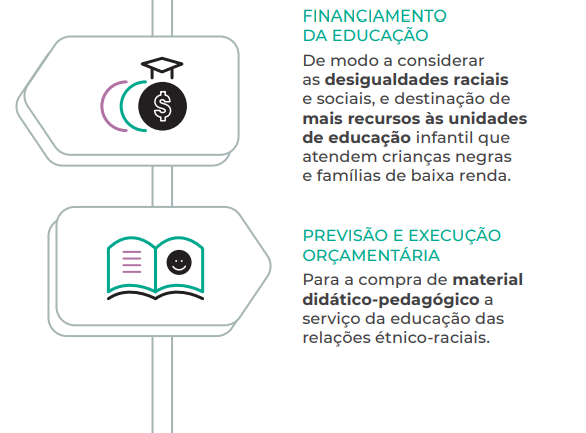 FINANCIAMENTO
DA EDUCAÇÃO
De modo a considerar
as desigualdades raciais
e sociais, e destinação de
mais recursos às unidades
de educação infantil que
atendem crianças negras
e famílias de baixa renda.
$
PREVISÃO E EXECUÇÃO
ORÇAMENTÁRIA
Para a compra de material
didático-pedagógico a
serviço da educação das
relações étnico-raciais.